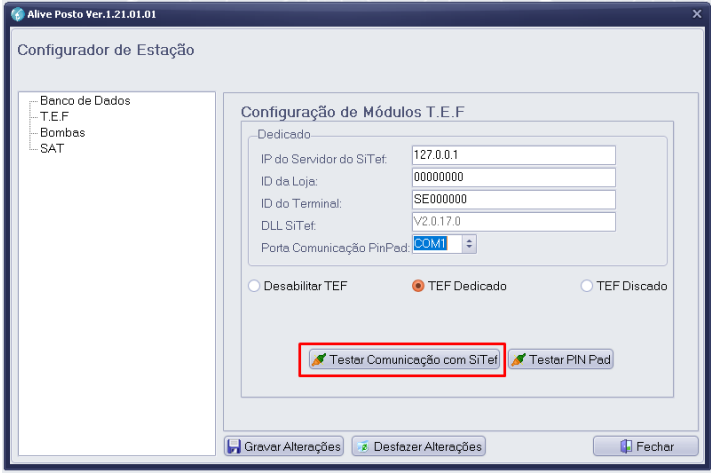 Alive Posto Ver.1.21.01.01
Configurador de Estação
Banco de Dados
T.E.F
Bombas
SAT
Configuração de Módulos T.E.F
Dedicado
IP do Servidor do SiTef: 127.0.0.1
ID da Loja: 00000000
ID do Terminal: SE000000
DLL SiTef: V2.0.17.0
Porta Comunicação PinPad: COM1
Desabilitar TEF TEF Dedicado TEF Discado
Testar Comunicação com SiTef Testar PIN Pad
Gravar Alterações Desfazer Alterações Fechar